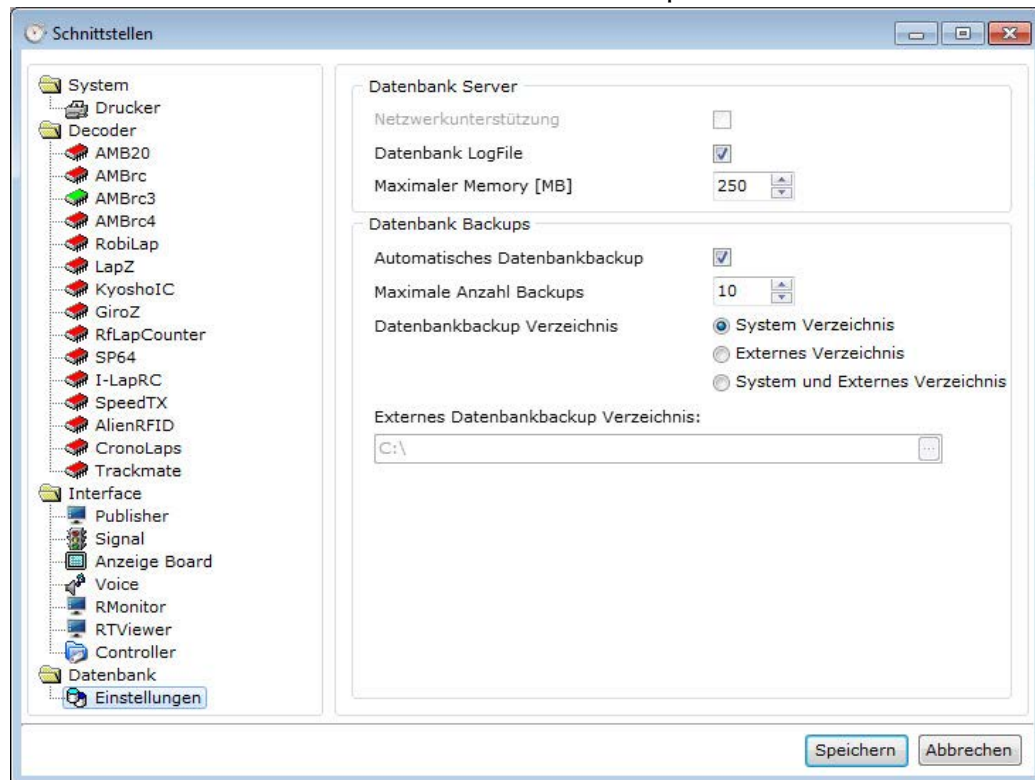 Schnittstellen
System
Drucker
Decoder
AMB20
AMBrc
AMBrc3
AMBrc4
RobiLap
LapZ
KyoshoIC
GiroZ
RfLapCounter
SP64
I-LapRC
SpeedTX
AlienRFID
CronoLaps
Trackmate
Interface
Publisher
Signal
Anzeige Board
Voice
RMonitor
RTViewer
Controller
Datenbank
Einstellungen
Datenbank Server
Netzwerkunterstützung
Datenbank LogFile
Maximaler Memory [MB] 250
Datenbank Backups
Automatisches Datenbankbackup
Maximale Anzahl Backups 10
Datenbankbackup Verzeichnis System Verzeichnis
Externes Verzeichnis
System und Externes Verzeichnis
Externes Datenbankbackup Verzeichnis:
C:\ ...
Speichern Abbrechen